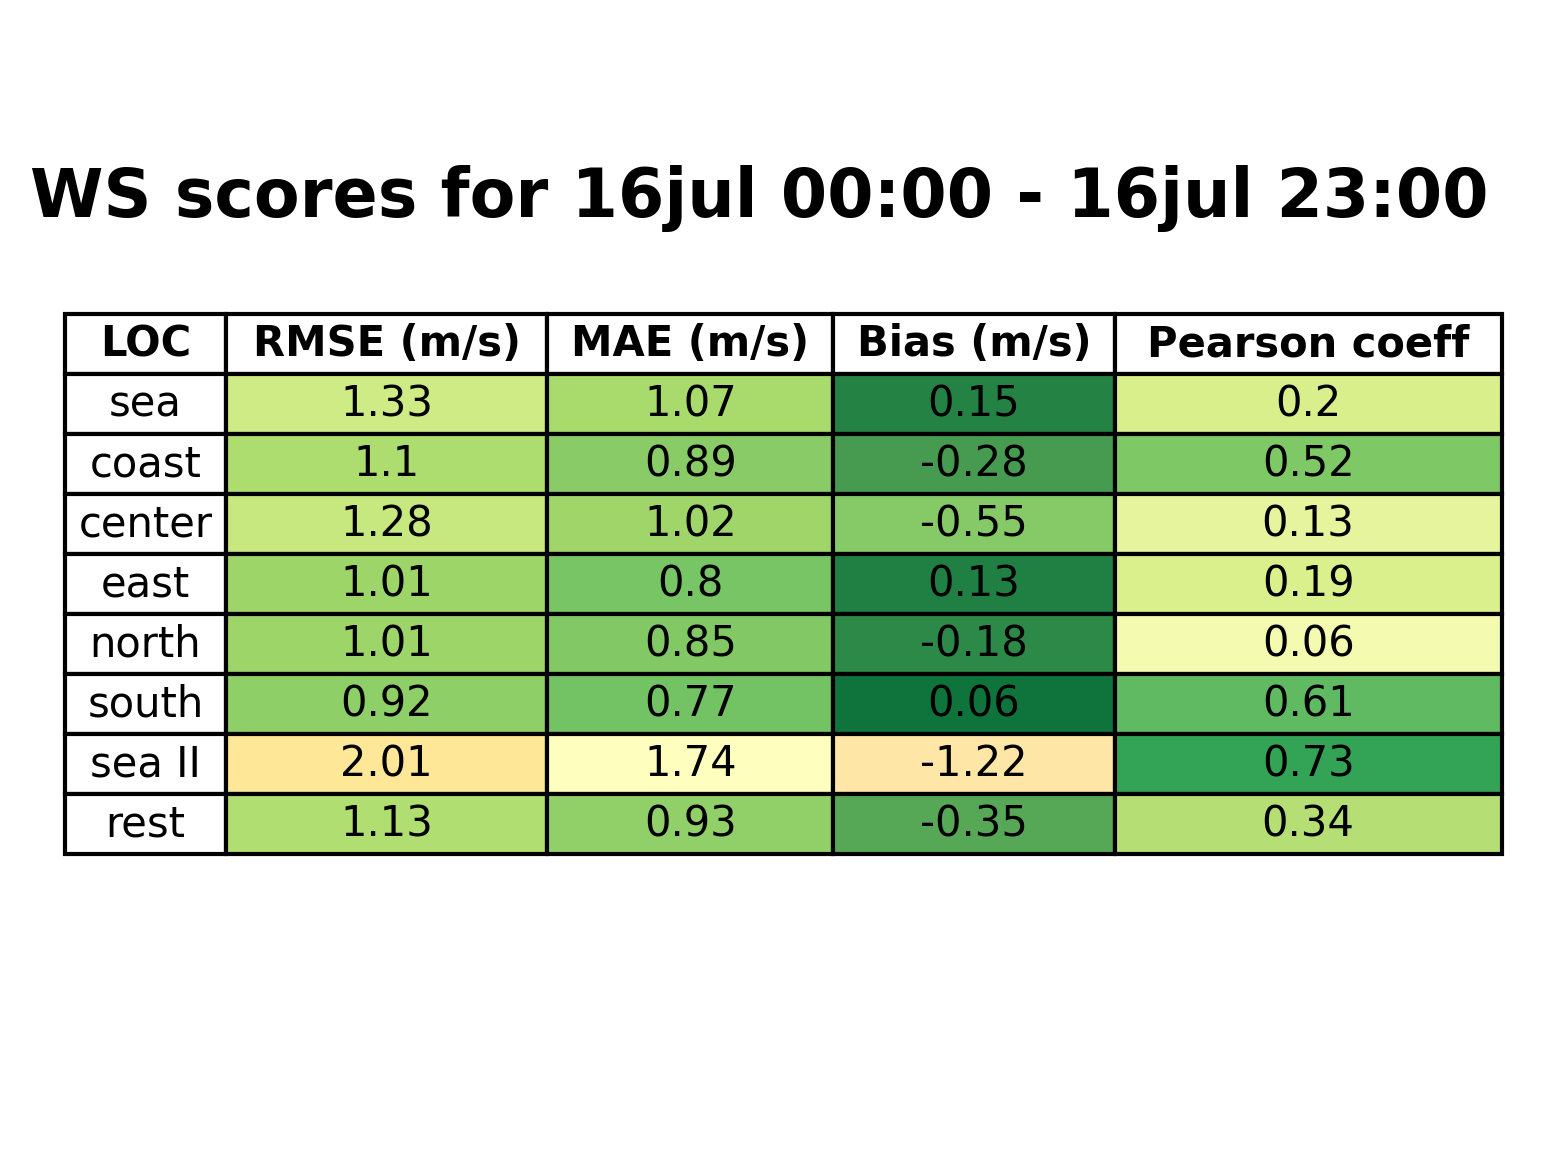 WS scores for 16jul 00:00 - 16jul 23:00
LOC RMSE (m/s) MAE (m/s) Bias (m/s) Pearson coeff
sea 1.33 1.07 0.15 0.2
coast 1.1 0.89 -0.28 0.52
center 1.28 1.02 -0.55 0.13
east 1.01 0.8 0.13 0.19
north 1.01 0.85 -0.18 0.06
south 0.92 0.77 0.06 0.61
sea II 2.01 1.74 -1.22 0.73
rest 1.13 0.93 -0.35 0.34